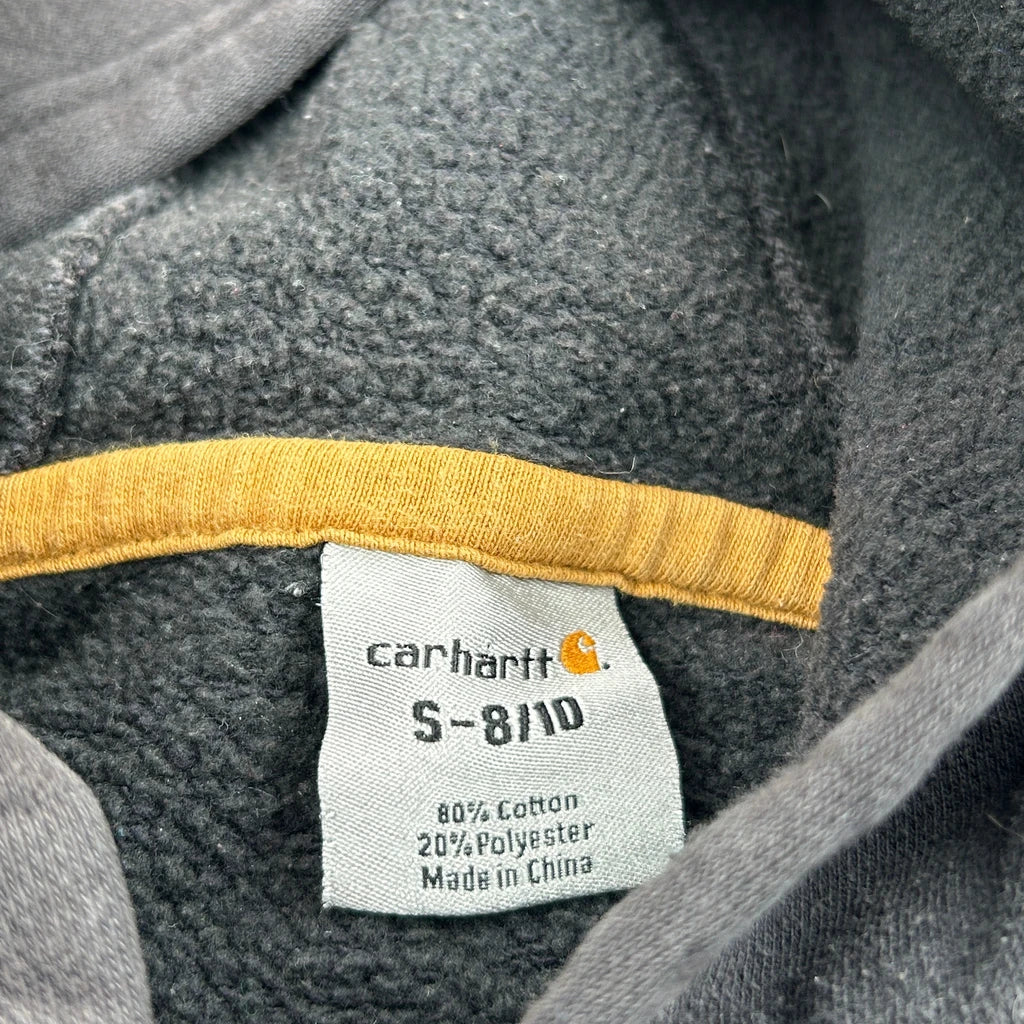 carhartt
S-8/10
80% Cotton
20% Polyester
Made in China